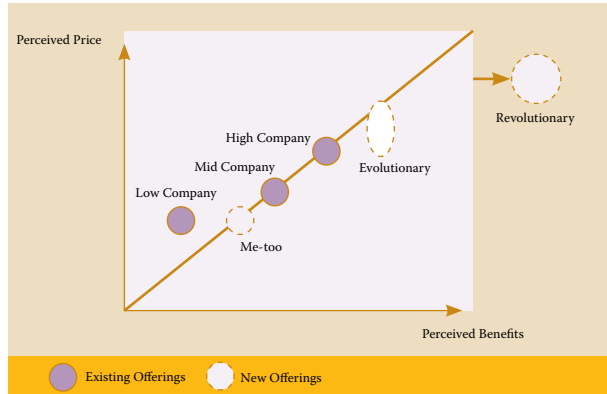 Perceived Price
Revolutionary
High Company
Mid Company
Evolutionary
Low Company
Me-too
Perceived Benefits
Existing Offerings
New Offerings